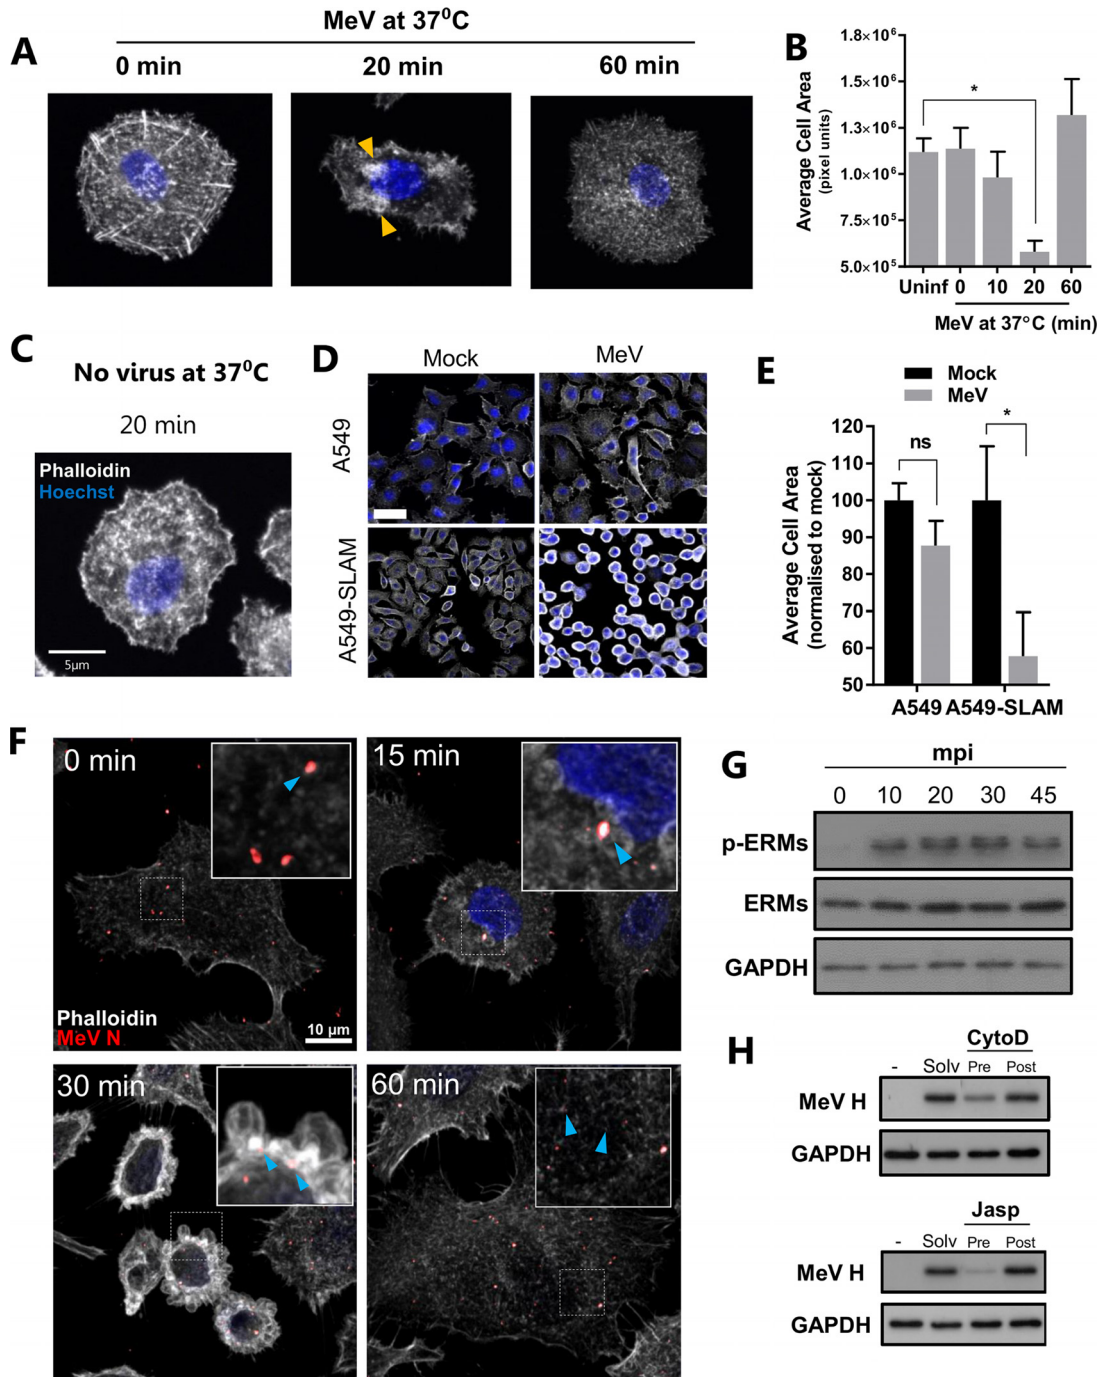 A
MeV at 37⁰C
0 min
20 min
60 min
B
Average Cell Area
(pixel units)
1.8×10⁶
1.5×10⁶
1.3×10⁶
1.0×10⁶
7.5×10⁵
5.0×10⁵
*
Uninf 0 10 20 60
MeV at 37°C (min)
C
No virus at 37⁰C
20 min
Phalloidin
Hoechst
5µm
D
Mock
MeV
A549
A549-SLAM
E
Mock
MeV
Average Cell Area
(normalised to mock)
120
110
100
90
80
70
60
50
ns
*
A549 A549-SLAM
F
0 min
Phalloidin
MeV N
10 µm
15 min
30 min
60 min
G
mpi
0 10 20 30 45
p-ERMs
ERMs
GAPDH
H
CytoD
- Solv Pre Post
MeV H
GAPDH
Jasp
- Solv Pre Post
MeV H
GAPDH